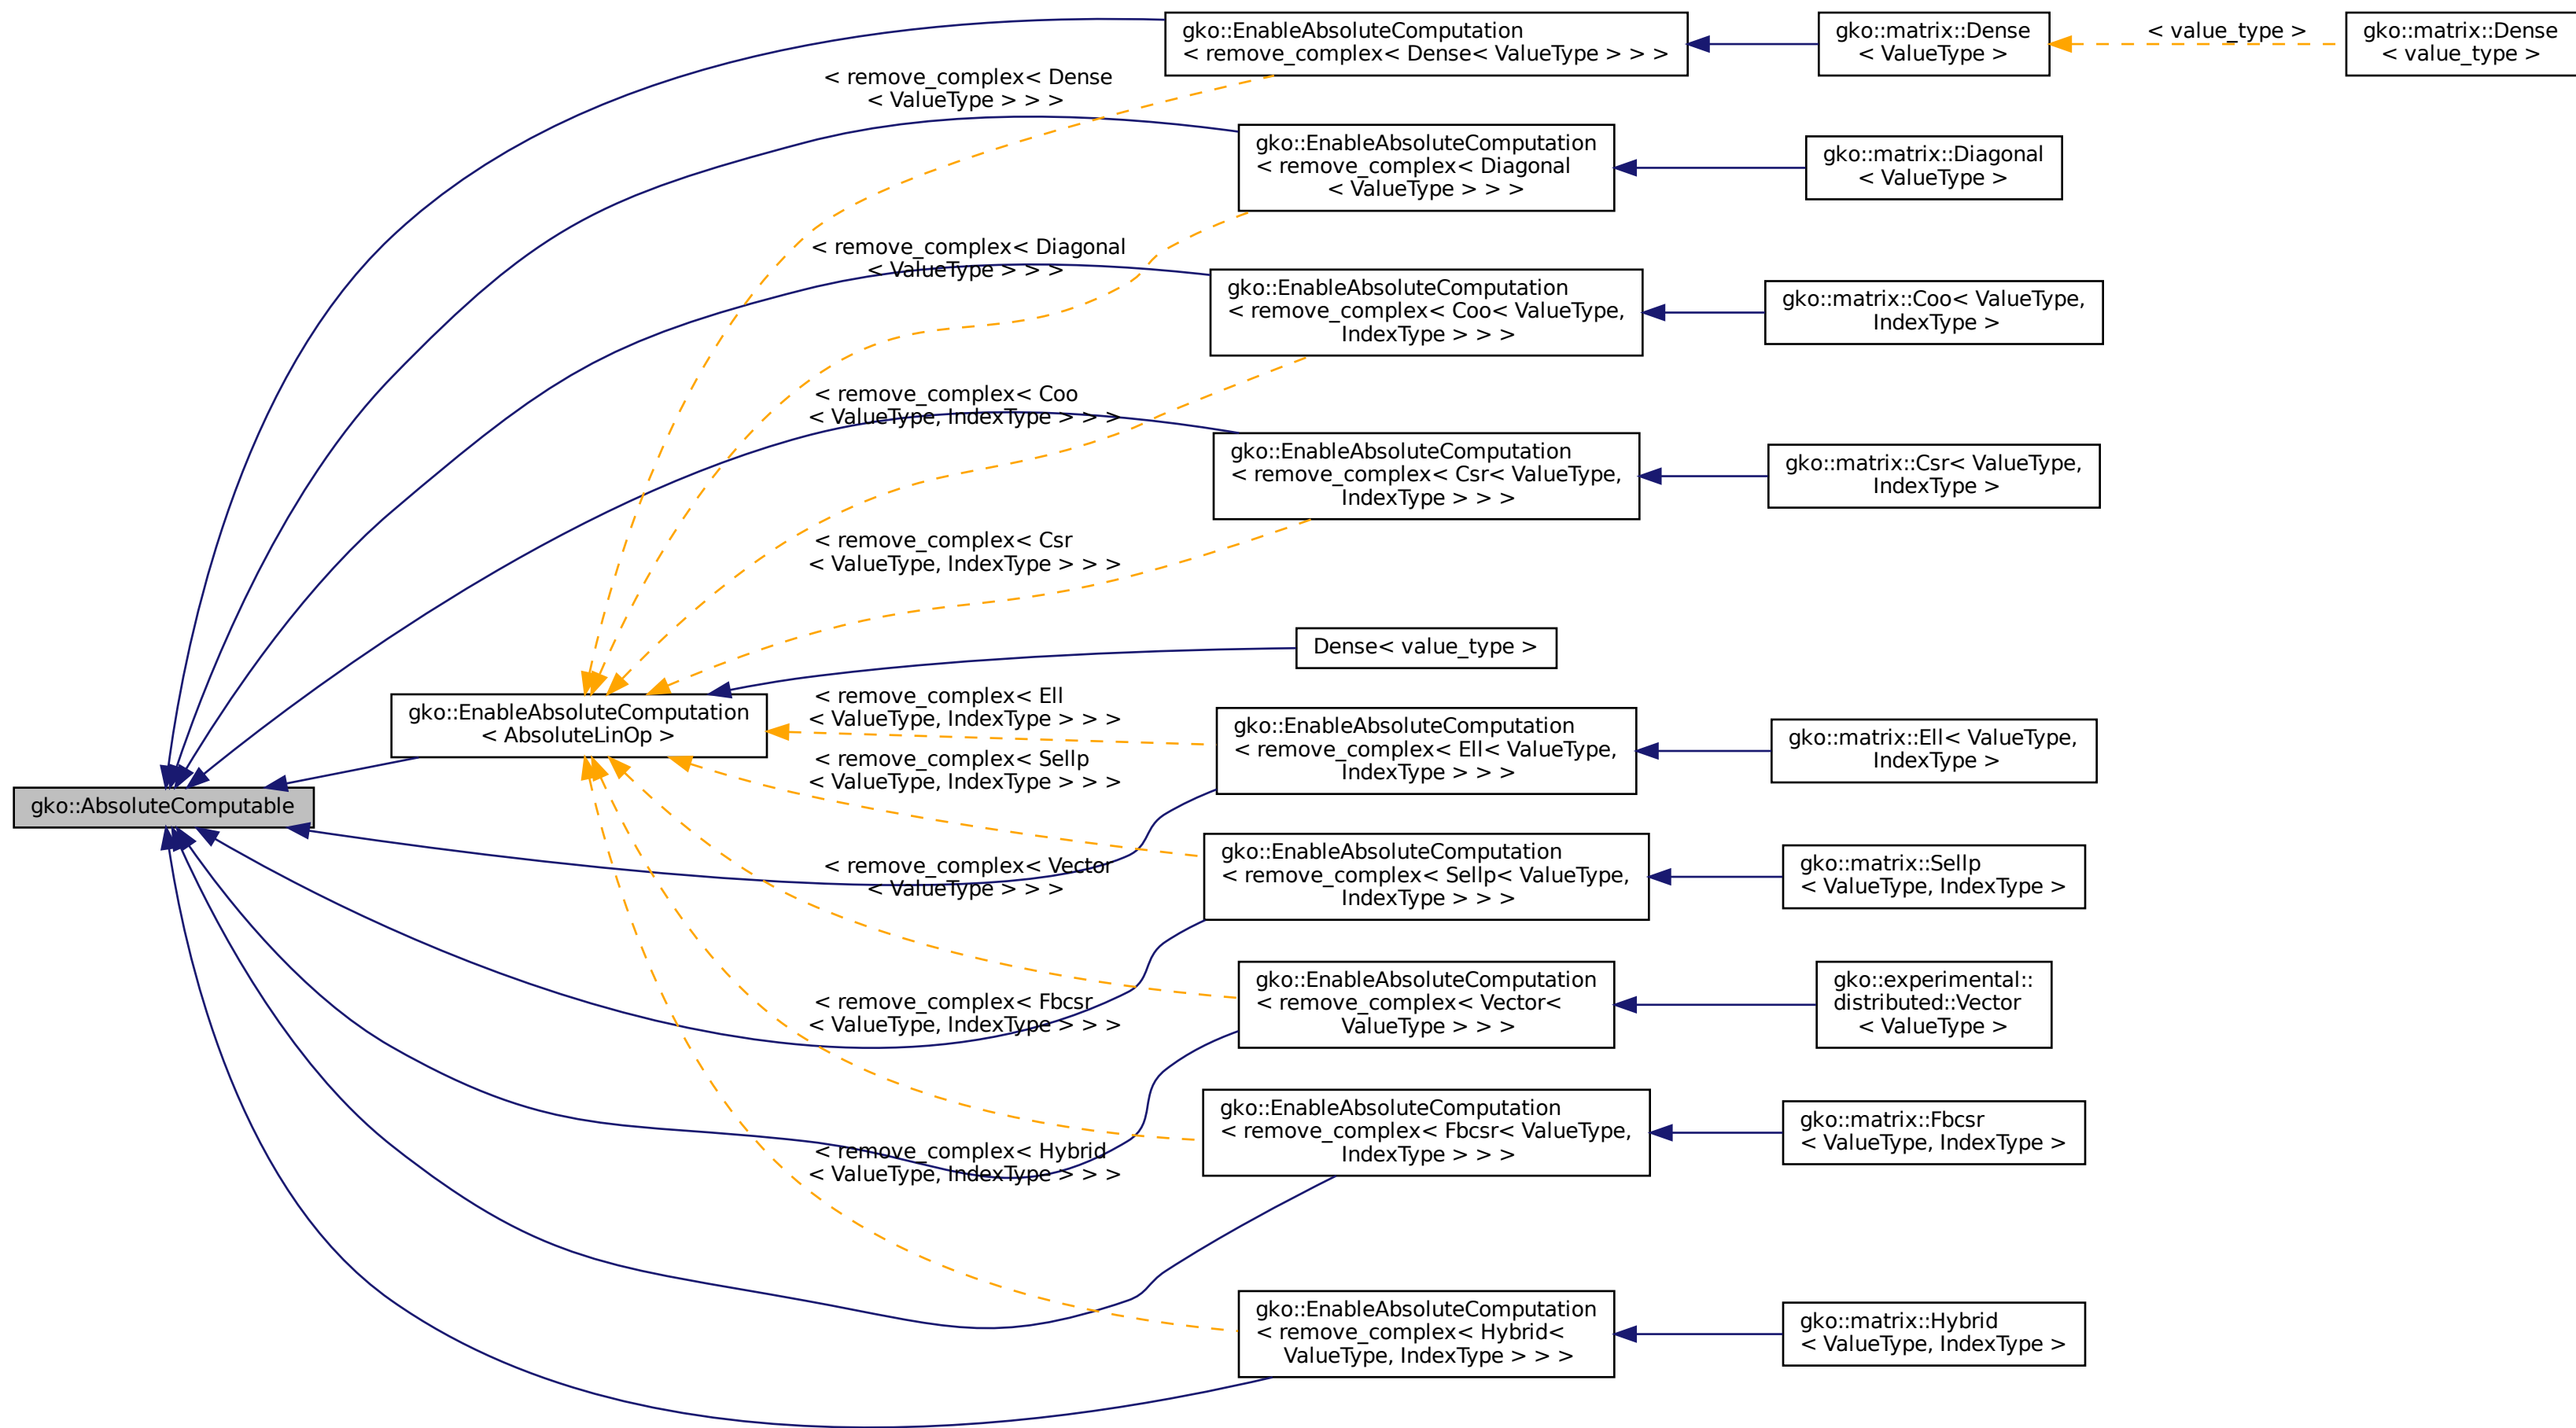 gko::EnableAbsoluteComputation
< remove_complex< Dense< ValueType > > >
gko::matrix::Dense
< ValueType >
< value_type >
gko::matrix::Dense
< value_type >
< remove_complex< Dense
< ValueType > > >
gko::EnableAbsoluteComputation
< remove_complex< Diagonal
< ValueType > > >
gko::matrix::Diagonal
< ValueType >
< remove_complex< Diagonal
< ValueType > > >
gko::EnableAbsoluteComputation
< remove_complex< Coo< ValueType,
IndexType > > >
gko::matrix::Coo< ValueType,
IndexType >
< remove_complex< Coo
< ValueType, IndexType > > >
gko::EnableAbsoluteComputation
< remove_complex< Csr< ValueType,
IndexType > > >
gko::matrix::Csr< ValueType,
IndexType >
< remove_complex< Csr
< ValueType, IndexType > > >
Dense< value_type >
gko::EnableAbsoluteComputation
< AbsoluteLinOp >
< remove_complex< Ell
< ValueType, IndexType > > >
gko::EnableAbsoluteComputation
< remove_complex< Ell< ValueType,
IndexType > > >
gko::matrix::Ell< ValueType,
IndexType >
< remove_complex< Sellp
< ValueType, IndexType > > >
gko::AbsoluteComputable
< remove_complex< Vector
< ValueType > > >
gko::EnableAbsoluteComputation
< remove_complex< Sellp< ValueType,
IndexType > > >
gko::matrix::Sellp
< ValueType, IndexType >
gko::EnableAbsoluteComputation
< remove_complex< Vector<
ValueType > > >
gko::experimental::
distributed::Vector
< ValueType >
< remove_complex< Fbcsr
< ValueType, IndexType > > >
gko::EnableAbsoluteComputation
< remove_complex< Fbcsr< ValueType,
IndexType > > >
gko::matrix::Fbcsr
< ValueType, IndexType >
< remove_complex< Hybrid
< ValueType, IndexType > > >
gko::EnableAbsoluteComputation
< remove_complex< Hybrid<
ValueType, IndexType > > >
gko::matrix::Hybrid
< ValueType, IndexType >